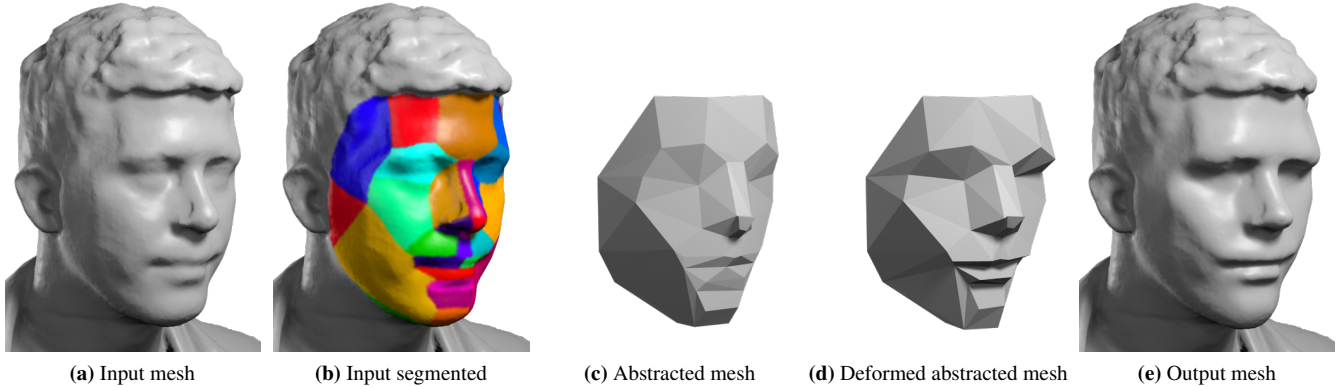 (a) Input mesh
(b) Input segmented
(c) Abstracted mesh
(d) Deformed abstracted mesh
(e) Output mesh